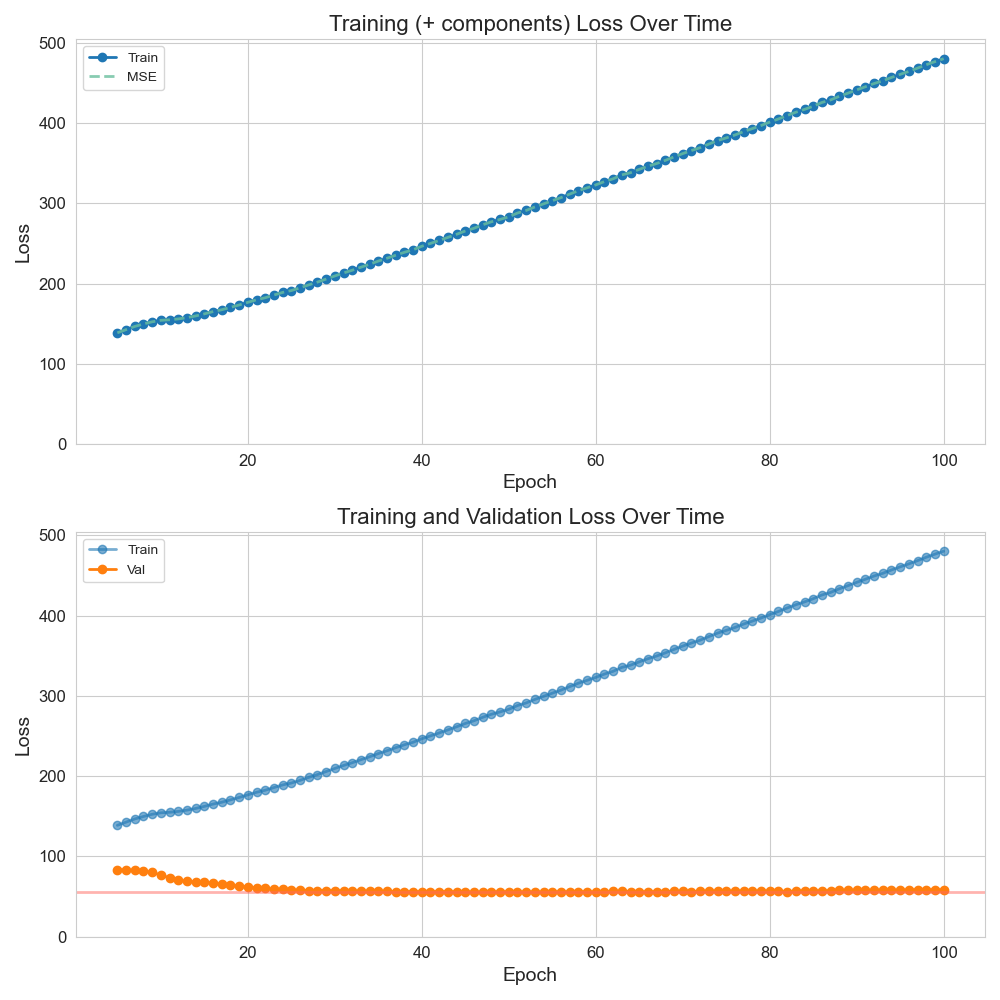 Training (+ components) Loss Over Time
500
400
300
200
100
0
Loss
Train
MSE
20 40 60 80 100
Epoch
Training and Validation Loss Over Time
500
400
300
200
100
0
Loss
Train
Val
20 40 60 80 100
Epoch